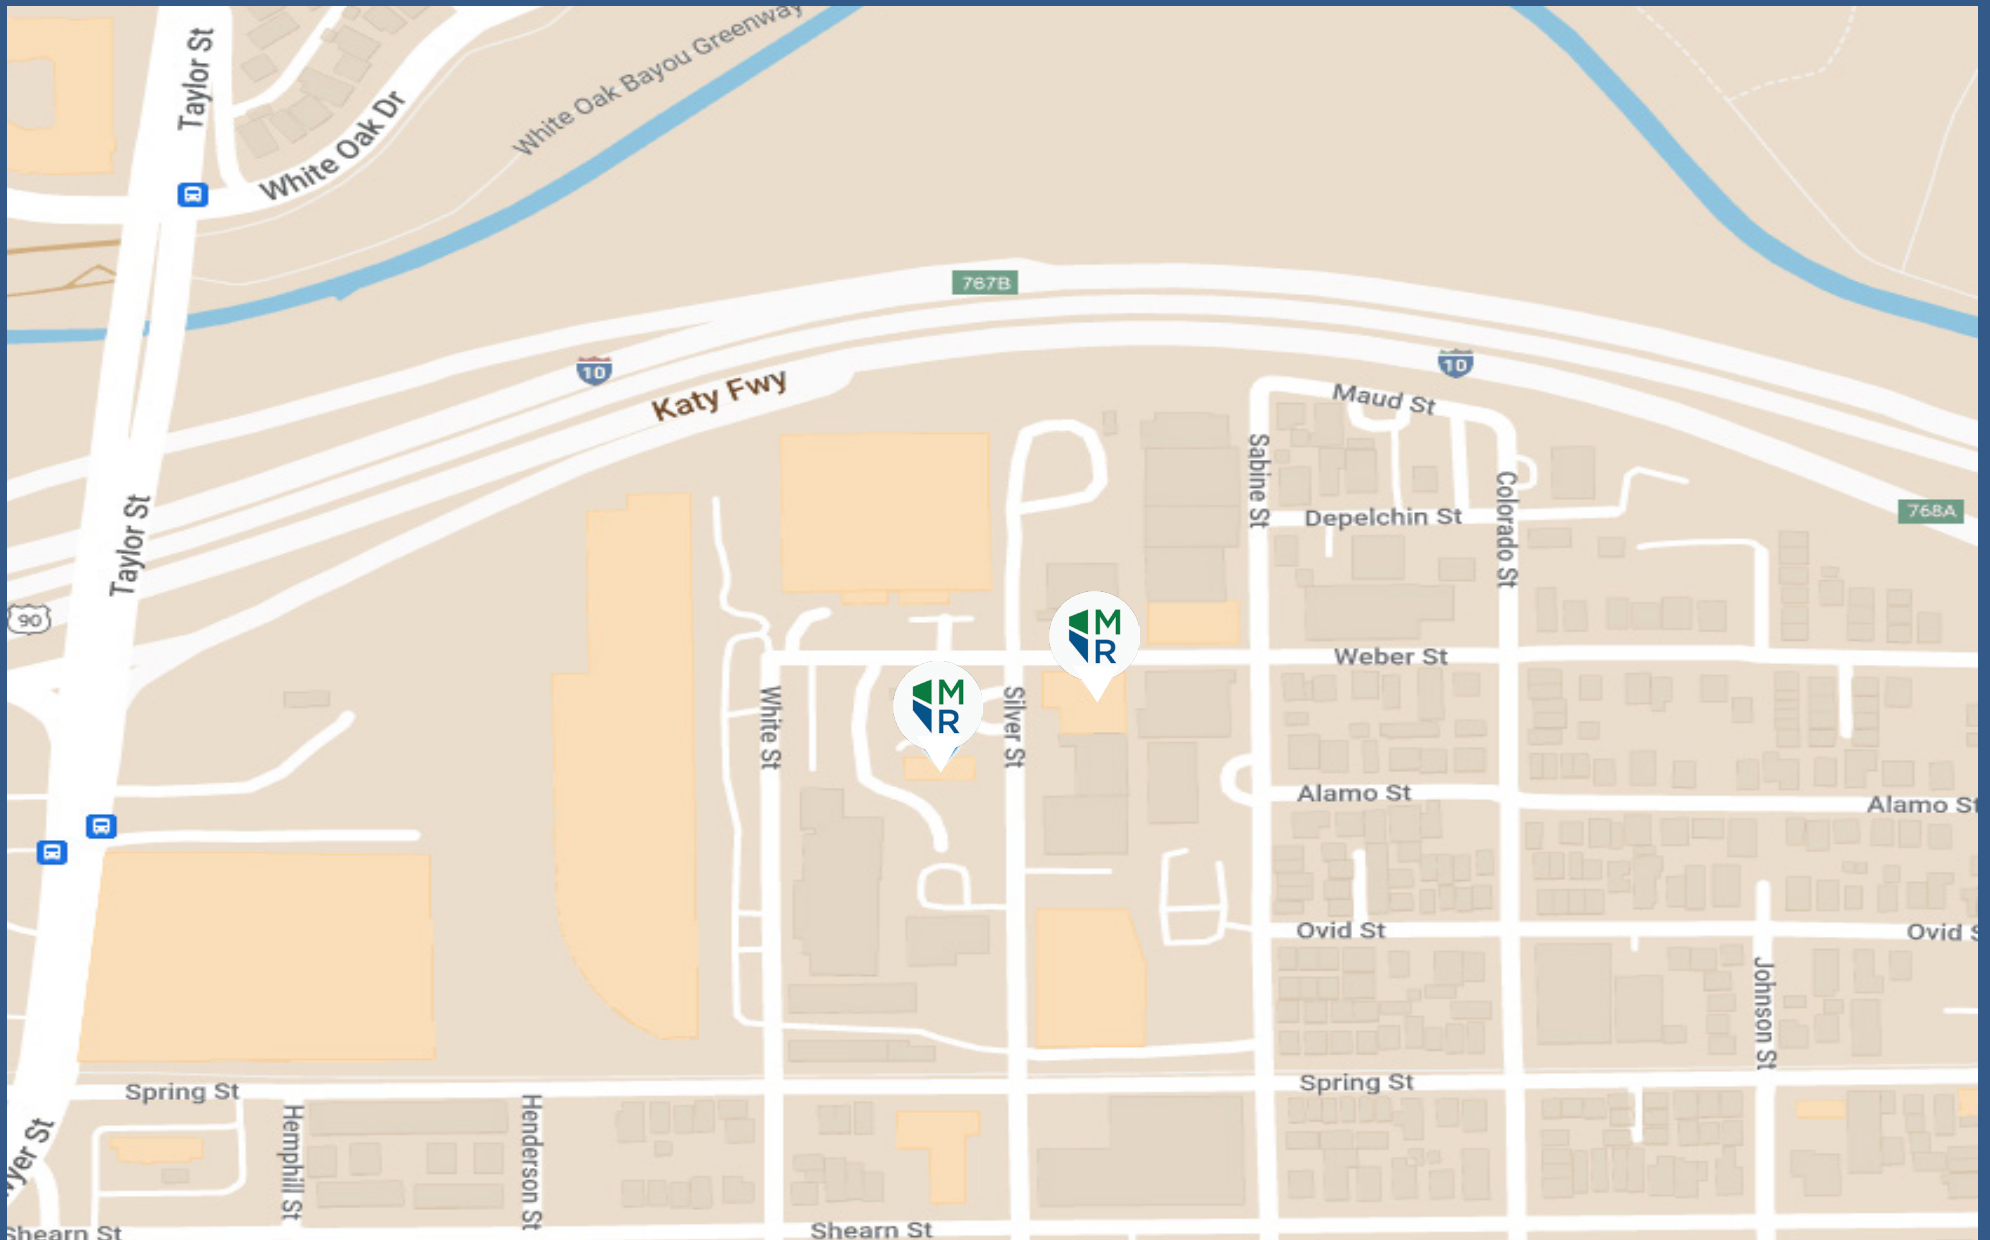 Taylor St
White Oak Dr
White Oak Bayou Greenway
767B
10
Katy Fwy
10
Maud St
Sabine St
Colorado St
Depelchin St
768A
Taylor St
90
M
R
Weber St
M
R
White St
Silver St
Alamo St
Alamo St
Ovid St
Ovid S
Johnson St
Spring St
Spring St
Hemphill St
Henderson St
wyer St
Shearn St
Shearn St